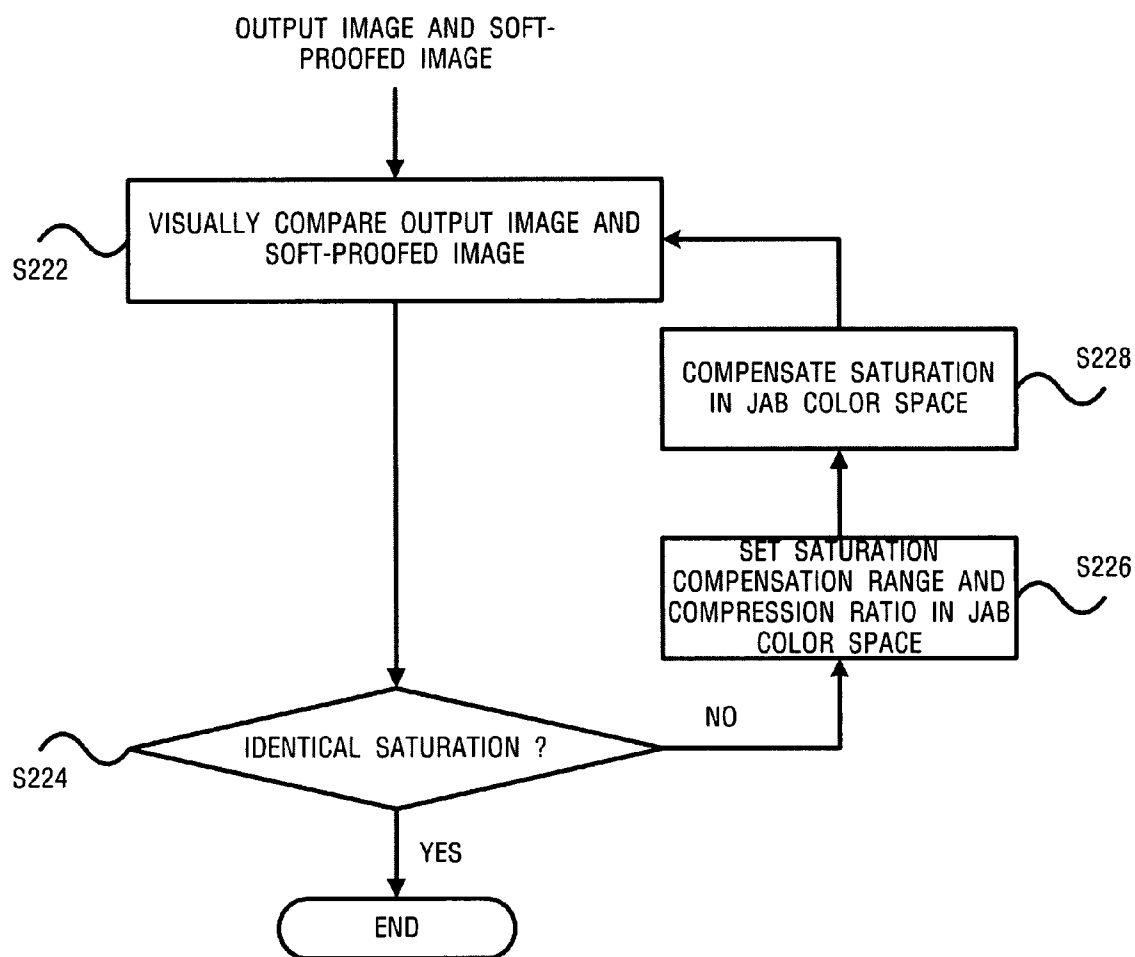 OUTPUT IMAGE AND SOFT-
PROOFED IMAGE
VISUALLY COMPARE OUTPUT IMAGE AND
SOFT-PROOFED IMAGE
S222
COMPENSATE SATURATION
IN JAB COLOR SPACE
S228
SET SATURATION
COMPENSATION RANGE AND
COMPRESSION RATIO IN JAB
COLOR SPACE
S226
NO
IDENTICAL SATURATION ?
S224
YES
END